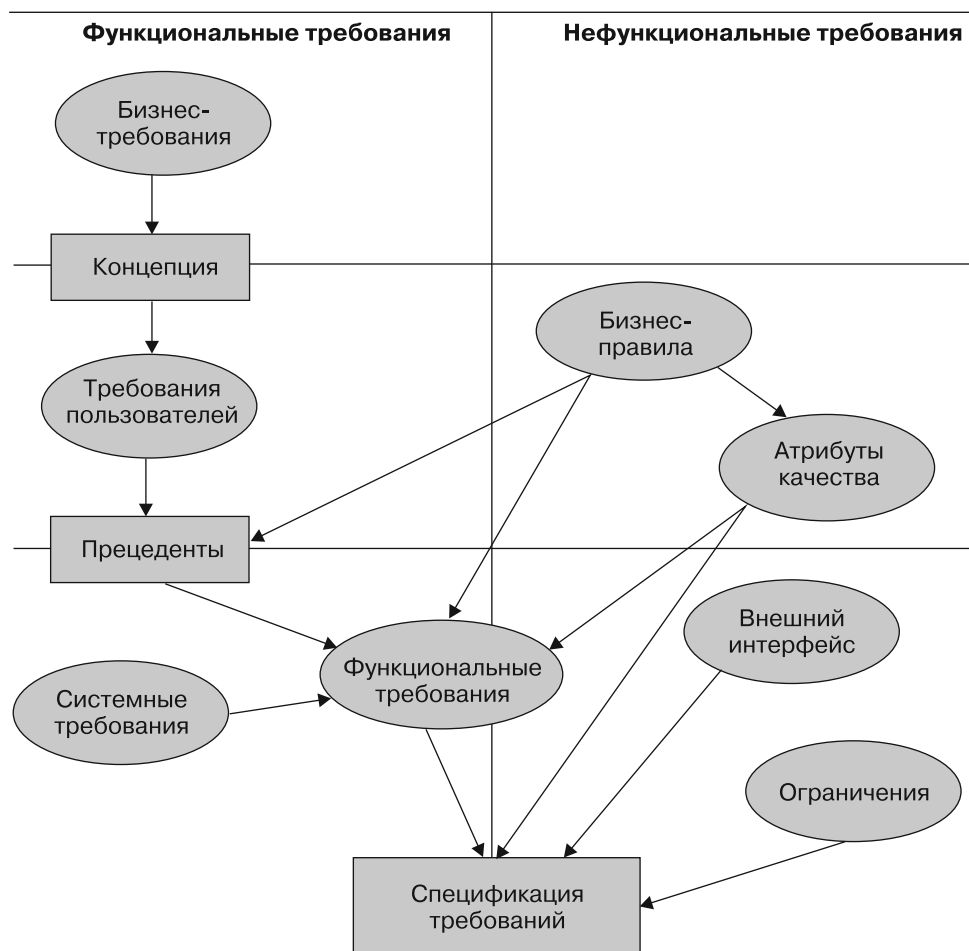 Функциональные требования
Нефункциональные требования
Бизнес-
требования
Концепция
Бизнес-
правила
Требования
пользователей
Атрибуты
качества
Прецеденты
Внешний
интерфейс
Функциональные
требования
Системные
требования
Ограничения
Спецификация
требований